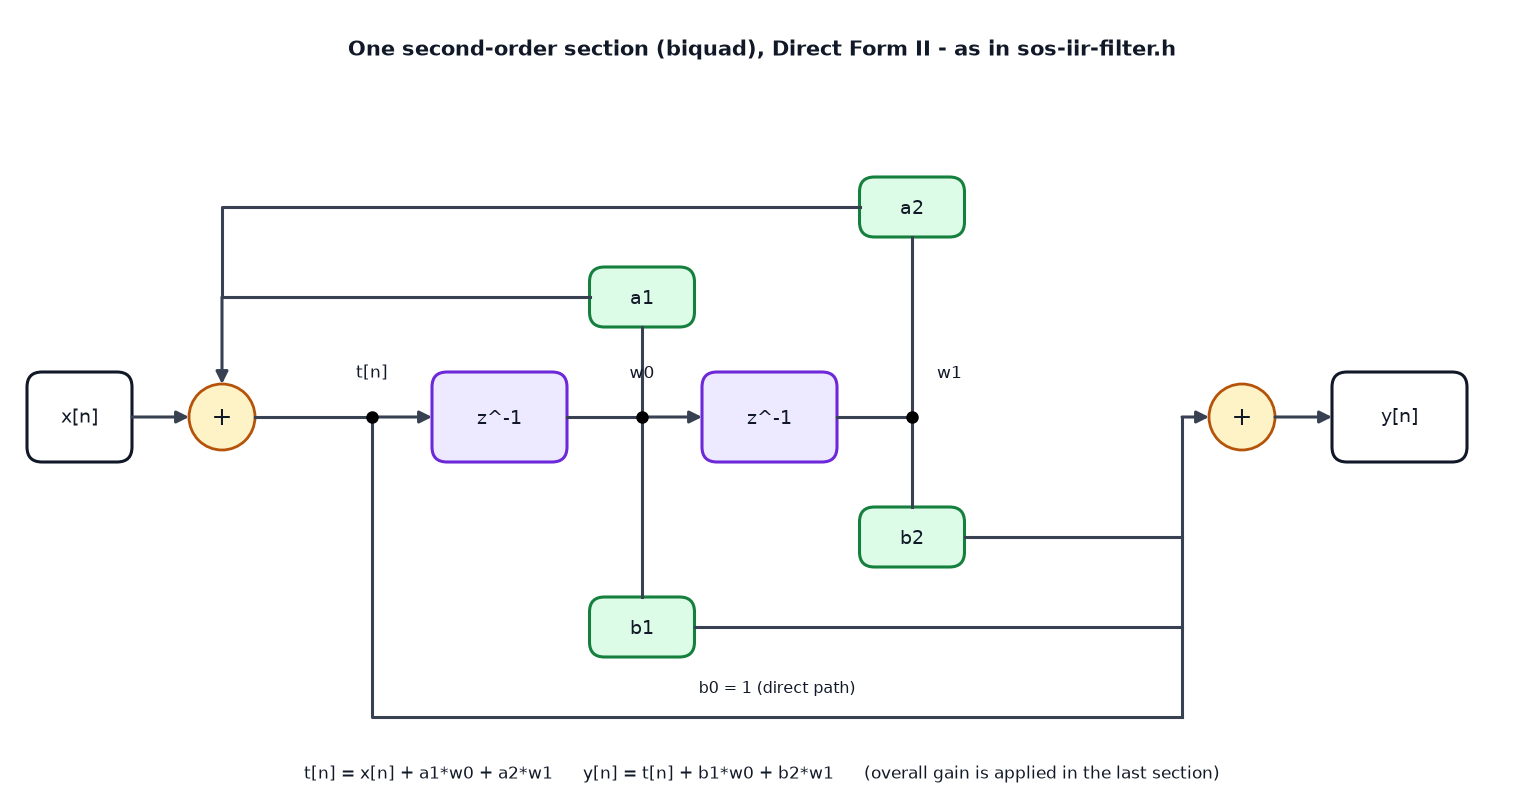 One second-order section (biquad), Direct Form II - as in sos-iir-filter.h
a2
a1
t[n]
w0
w1
x[n]
+
z^-1
z^-1
+
y[n]
b2
b1
b0 = 1 (direct path)
t[n] = x[n] + a1*w0 + a2*w1 y[n] = t[n] + b1*w0 + b2*w1 (overall gain is applied in the last section)